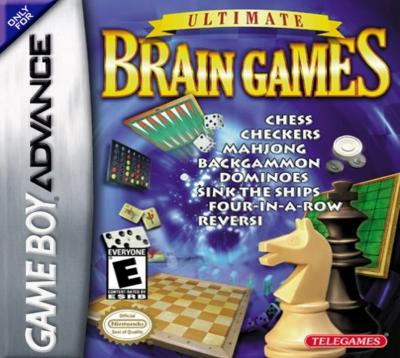 ONLY
FOR
GAME BOY ADVANCE
ULTIMATE
BRAIN GAMES
CHESS
CHECKERS
MAHJONG
BACKGAMMON
DOMINOES
SINK THE SHIPS
FOUR-IN-A-ROW
REVERSI
EVERYONE
E
CONTENT RATED BY
ESRB
Official
Nintendo
Seal of Quality
TELEGAMES